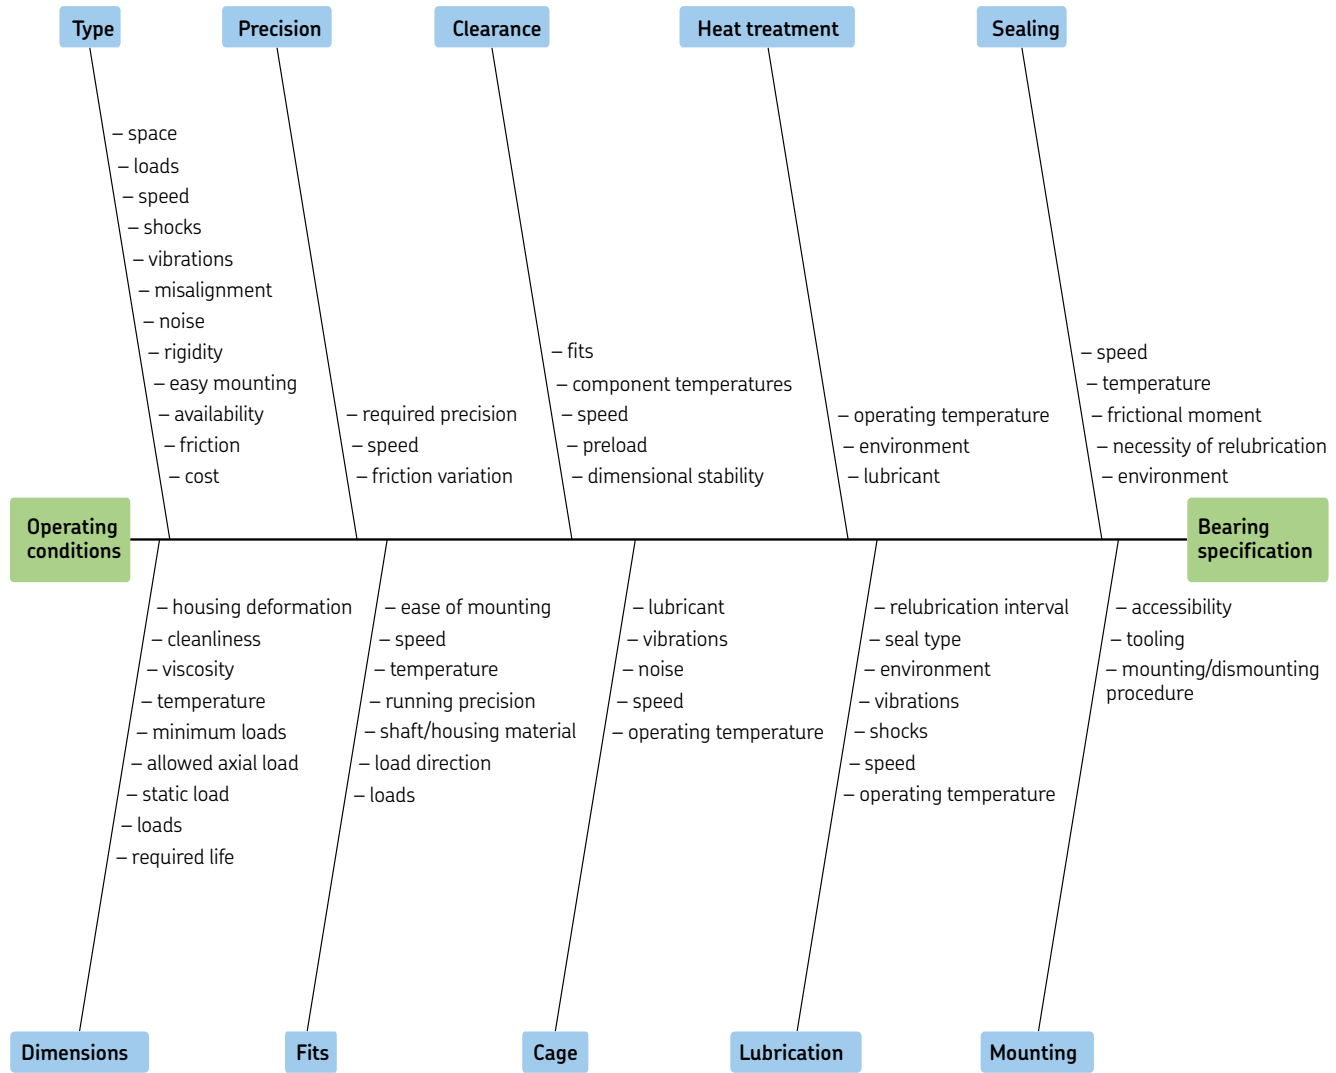 Type
Precision
Clearance
Heat treatment
Sealing
– space
– loads
– speed
– shocks
– vibrations
– misalignment
– noise
– rigidity
– easy mounting
– availability
– friction
– cost
– required precision
– speed
– friction variation
– fits
– component temperatures
– speed
– preload
– dimensional stability
– operating temperature
– environment
– lubricant
– speed
– temperature
– frictional moment
– necessity of relubrication
– environment
Operating
conditions
Bearing
specification
– housing deformation
– cleanliness
– viscosity
– temperature
– minimum loads
– allowed axial load
– static load
– loads
– required life
– ease of mounting
– speed
– temperature
– running precision
– shaft/housing material
– load direction
– loads
– lubricant
– vibrations
– noise
– speed
– operating temperature
– relubrication interval
– seal type
– environment
– vibrations
– shocks
– speed
– operating temperature
– accessibility
– tooling
– mounting/dismounting
procedure
Dimensions
Fits
Cage
Lubrication
Mounting